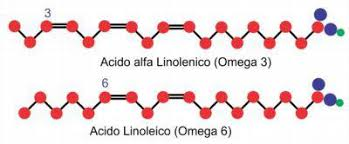 3
Acido alfa Linolenico (Omega 3)
6
Acido Linoleico (Omega 6)